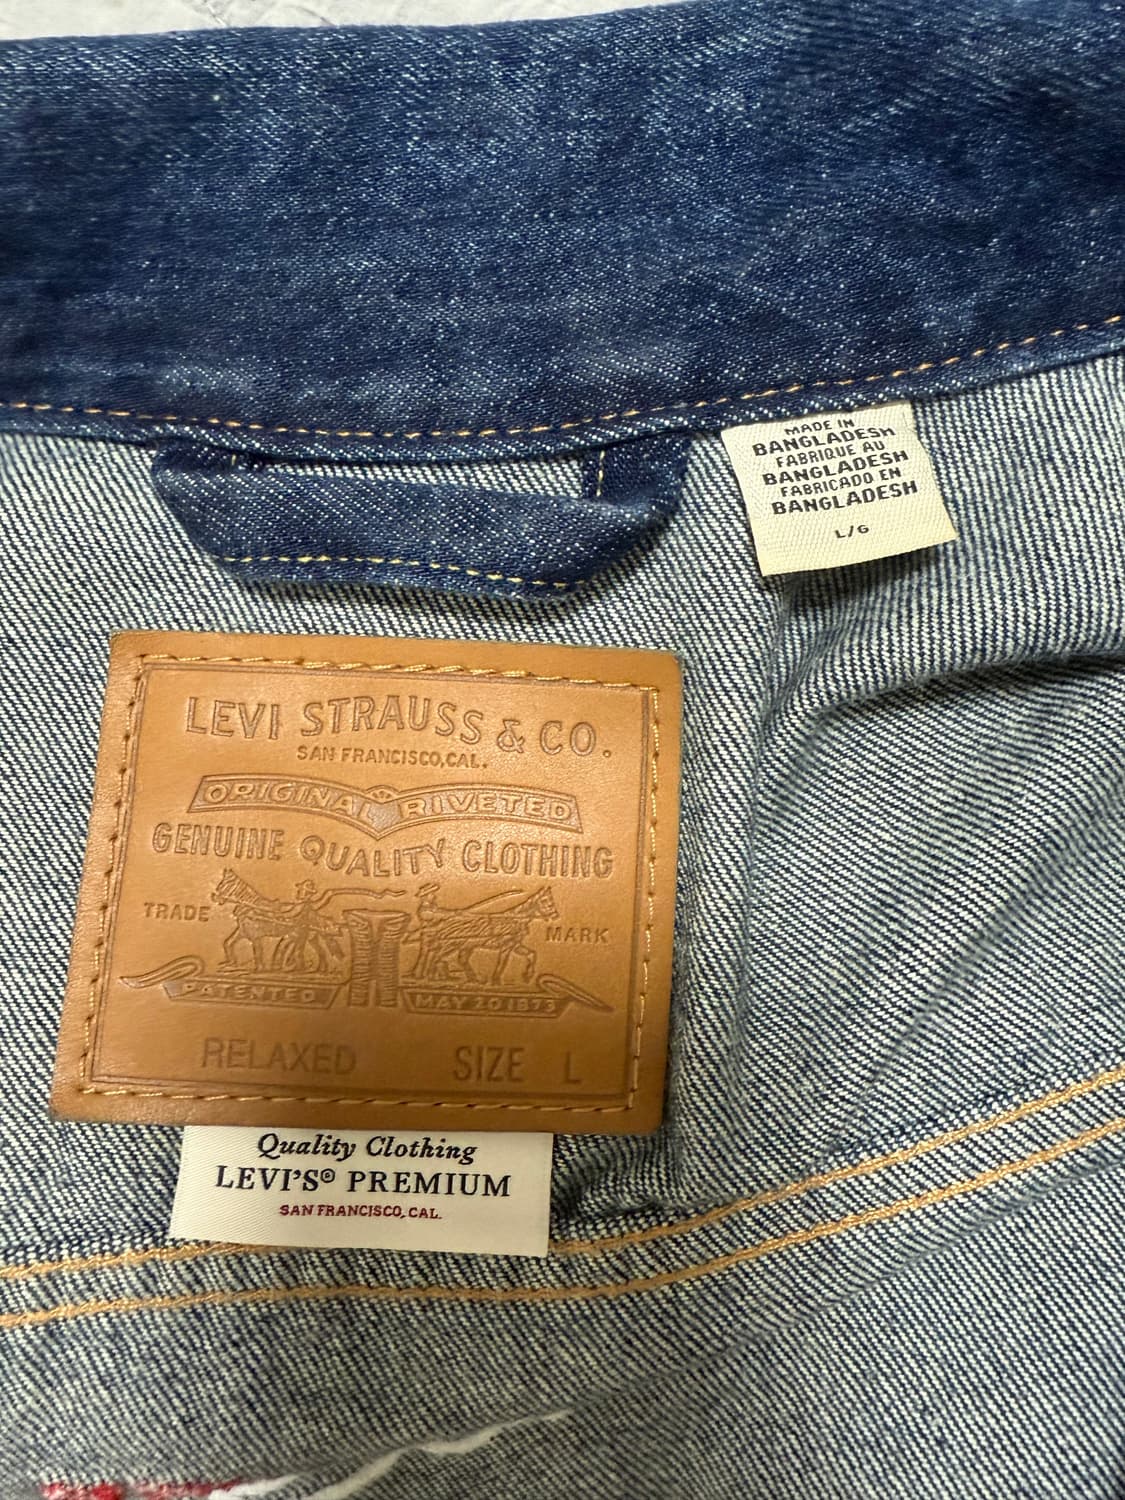 MADE IN
BANGLADESH
FABRIQUE AU
BANGLADESH
FABRICADO EN
BANGLADESH
L/G
LEVI STRAUSS & CO.
SAN FRANCISCO, CAL.
ORIGINAL RIVETED
GENUINE QUALITY CLOTHING
TRADE MARK
PATENTED MAY 20 1873
RELAXED SIZE L
Quality Clothing
LEVI'S® PREMIUM
SAN FRANCISCO, CAL.